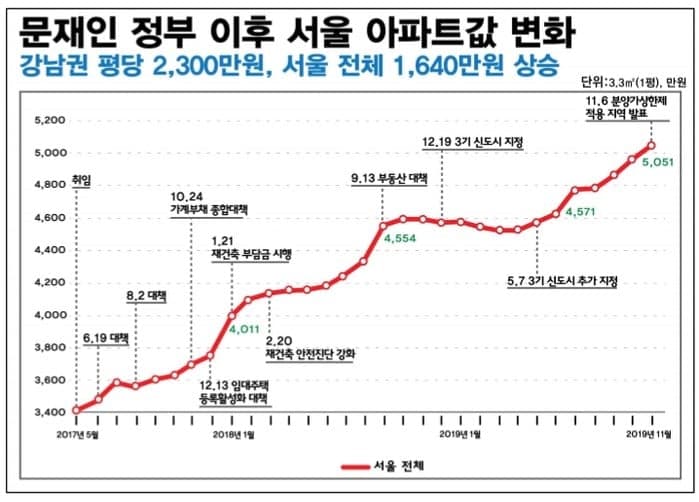 문재인 정부 이후 서울 아파트값 변화
강남권 평당 2,300만원, 서울 전체 1,640만원 상승
단위:3.3㎡(1평), 만원
11.6 분양가상한제
적용 지역 발표
5,200
12.19 3기 신도시 지정
5,000
5,051
취임
9.13 부동산 대책
4,800
10.24
가계부채 종합대책
4,600
4,571
1.21
재건축 부담금 시행
4,554
4,400
5.7 3기 신도시 추가 지정
4,200
8.2 대책
4,000
4,011
6.19 대책
2.20
재건축 안전진단 강화
3,800
3,600
12.13 임대주택
등록활성화 대책
3,400
2017년 5월
2018년 1월
2019년 1월
2019년 11월
서울 전체